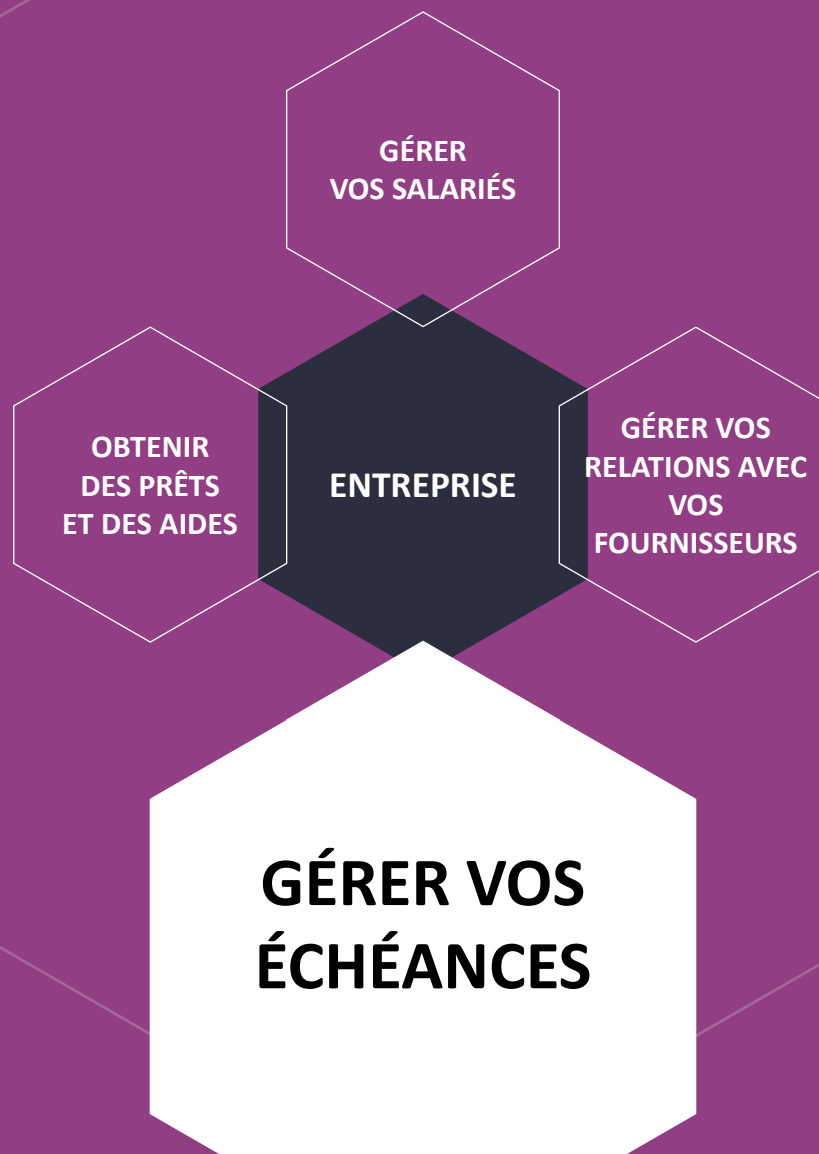 GÉRER
VOS SALARIÉS
OBTENIR
DES PRÊTS
ET DES AIDES
ENTREPRISE
GÉRER VOS
RELATIONS AVEC
VOS
FOURNISSEURS
GÉRER VOS
ÉCHÉANCES